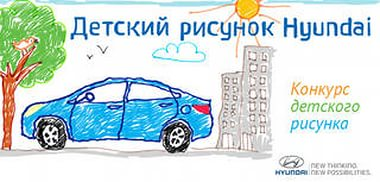 Детский рисунок Hyundai
Конкурс
детского
рисунка
HYUNDAI
NEW THINKING.
NEW POSSIBILITIES.